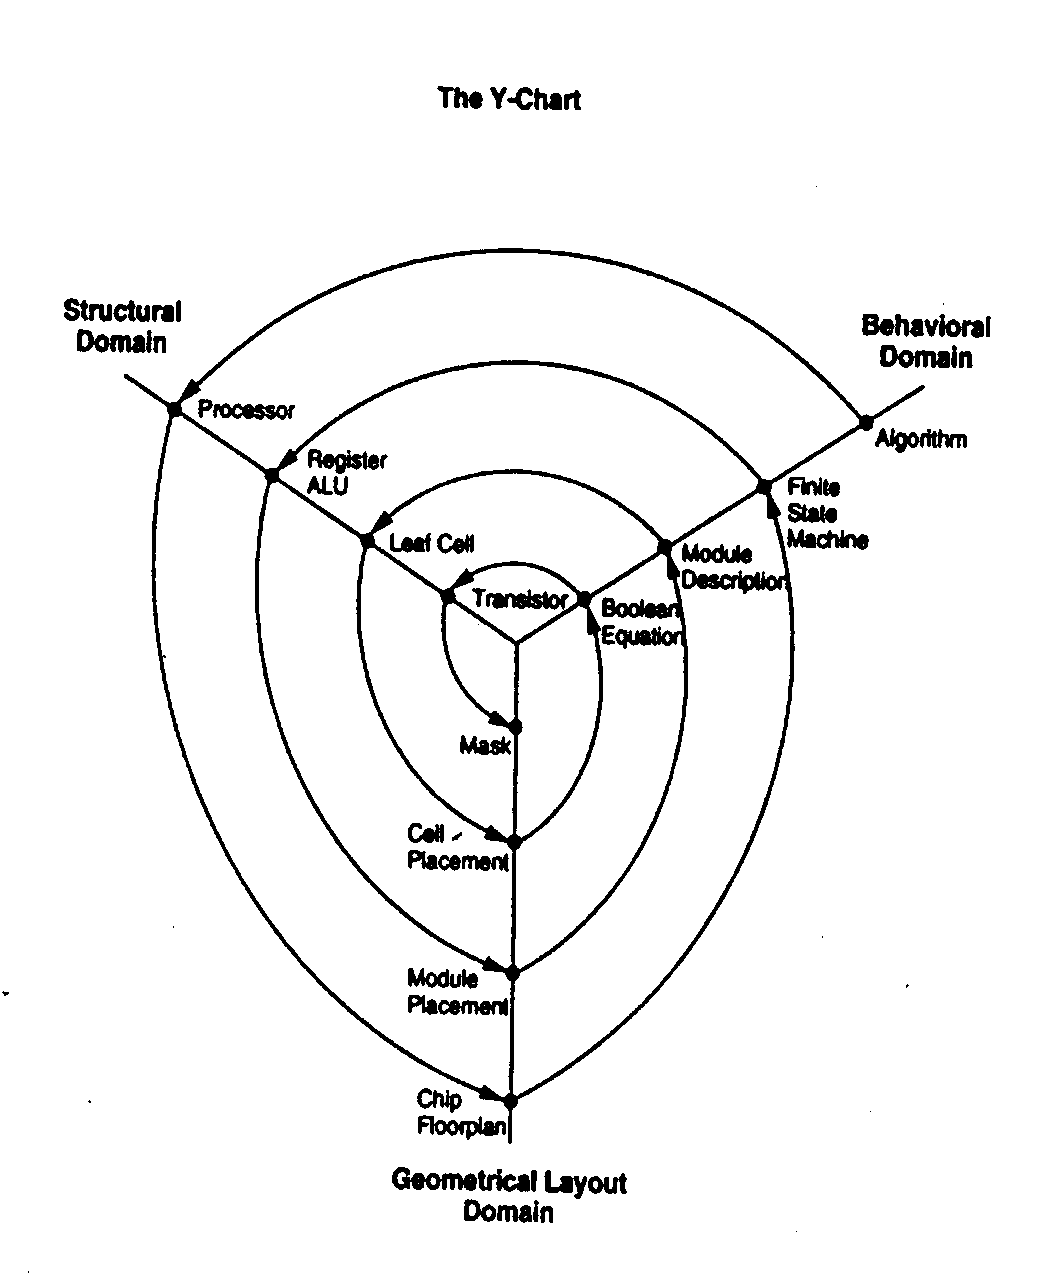 The Y-Chart
Structural
Domain
Behavioral
Domain
Processor
Algorithm
Register
ALU
Finite
State
Machine
Leaf Cell
Module
Description
Transistor
Boolean
Equation
Mask
Cell
Placement
Module
Placement
Chip
Floorplan
Geometrical Layout
Domain